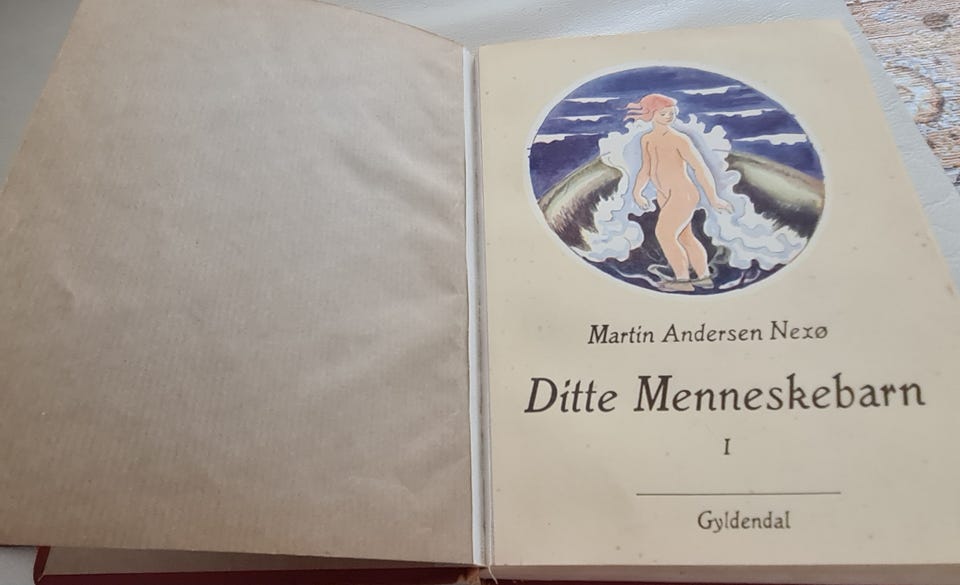 Martin Andersen Nexø
Ditte Menneskebarn
I
Gyldendal